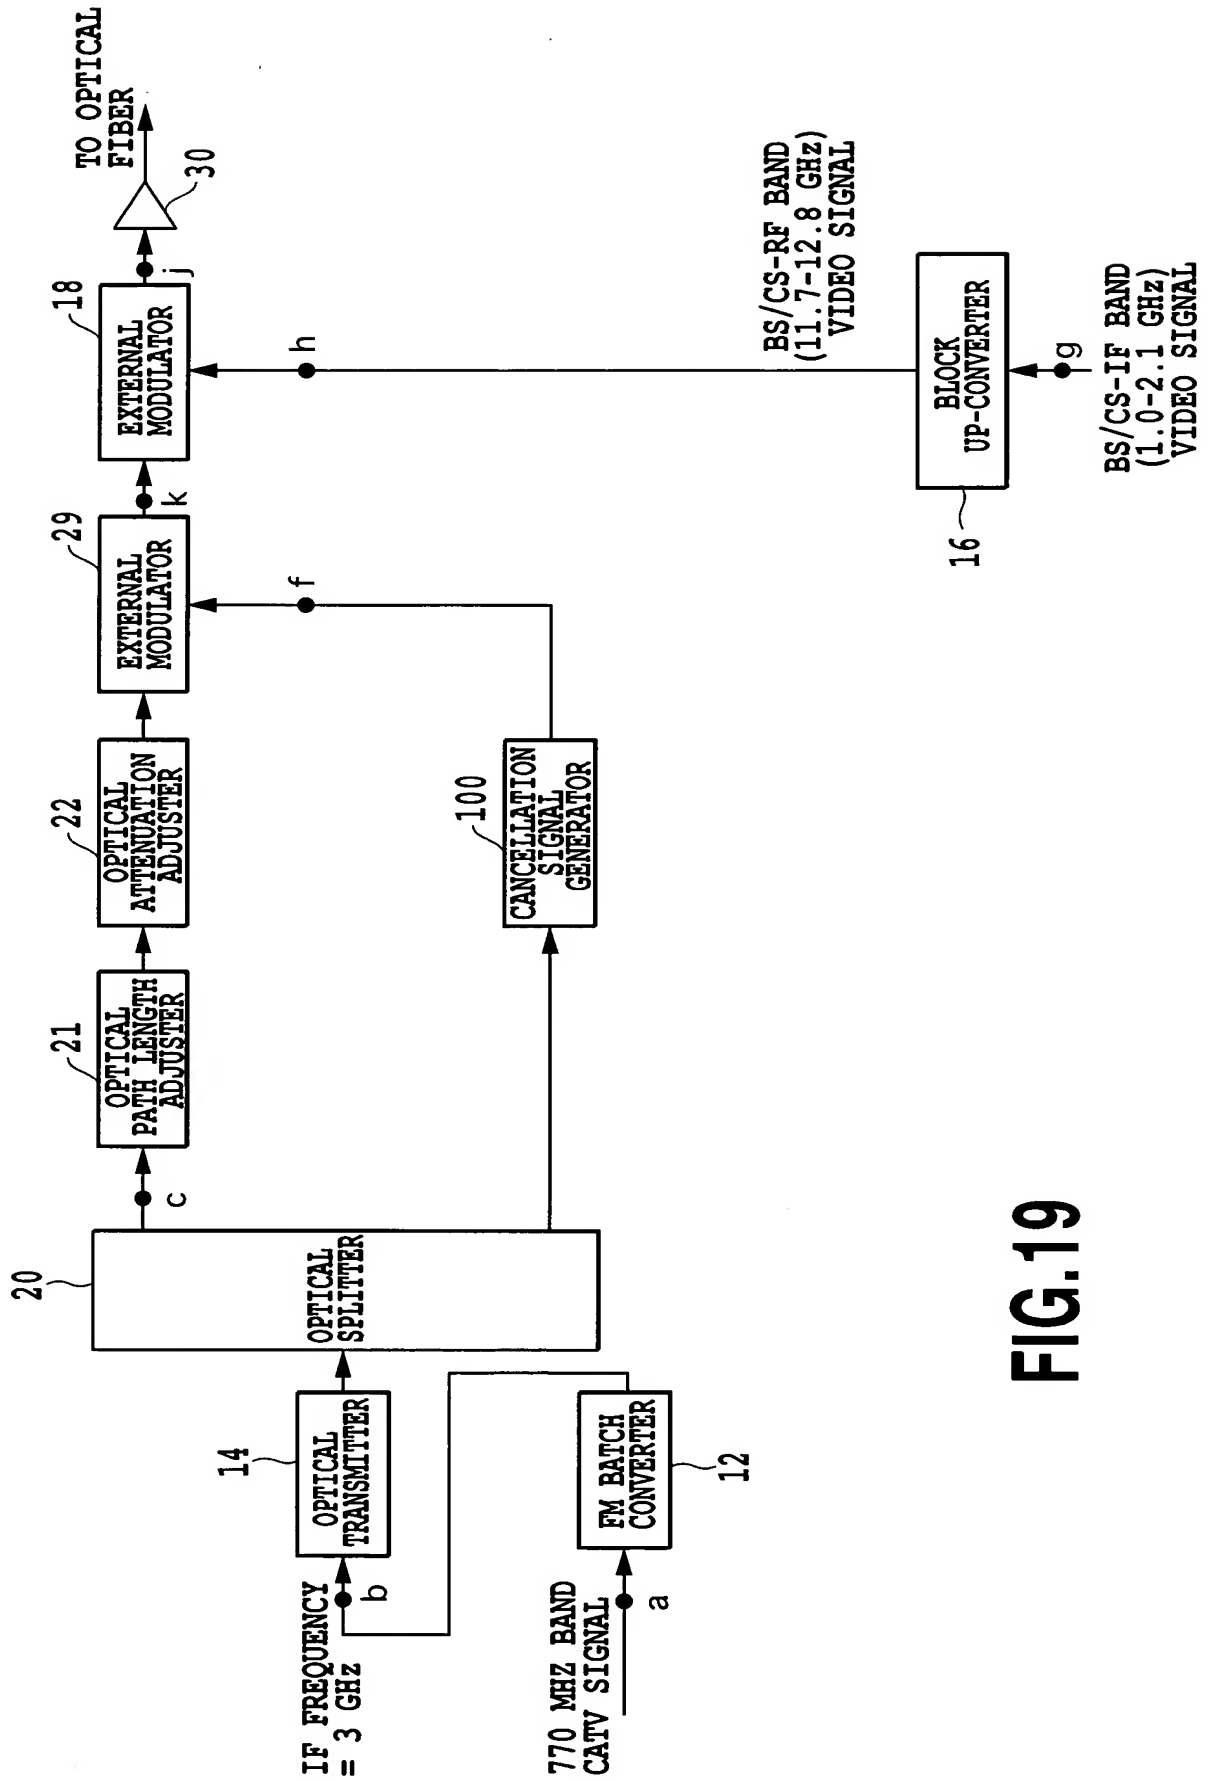 TO OPTICAL
FIBER
30
j
18
EXTERNAL
MODULATOR
h
k
29
EXTERNAL
MODULATOR
f
22
OPTICAL
ATTENUATION
ADJUSTER
21
OPTICAL
PATH LENGTH
ADJUSTER
c
20
OPTICAL
SPLITTER
100
CANCELLATION
SIGNAL
GENERATOR
14
OPTICAL
TRANSMITTER
b
IF FREQUENCY
= 3 GHz
FM BATCH
CONVERTER
12
770 MHZ BAND
CATV SIGNAL
a
BS/CS-RF BAND
(11.7-12.8 GHz)
VIDEO SIGNAL
BLOCK
UP-CONVERTER
16
g
BS/CS-IF BAND
(1.0-2.1 GHz)
VIDEO SIGNAL
FIG.19